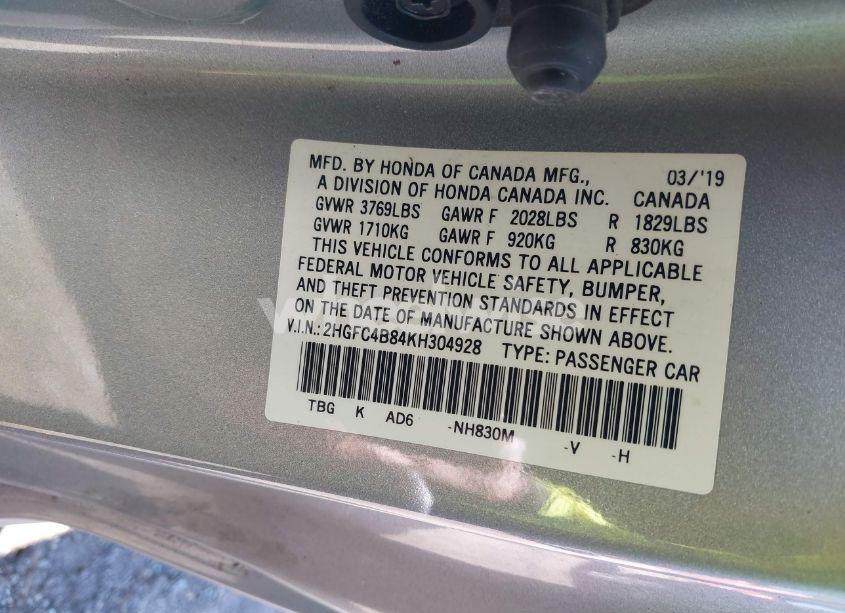 MFD. BY HONDA OF CANADA MFG., 03/'19
A DIVISION OF HONDA CANADA INC. CANADA
GVWR 3769LBS GAWR F 2028LBS R 1829LBS
GVWR 1710KG GAWR F 920KG R 830KG
THIS VEHICLE CONFORMS TO ALL APPLICABLE
FEDERAL MOTOR VEHICLE SAFETY, BUMPER,
AND THEFT PREVENTION STANDARDS IN EFFECT
ON THE DATE OF MANUFACTURE SHOWN ABOVE.
V.I.N.: 2HGFC4B84KH304928 TYPE: PASSENGER CAR
TBG K AD6 -NH830M -V -H